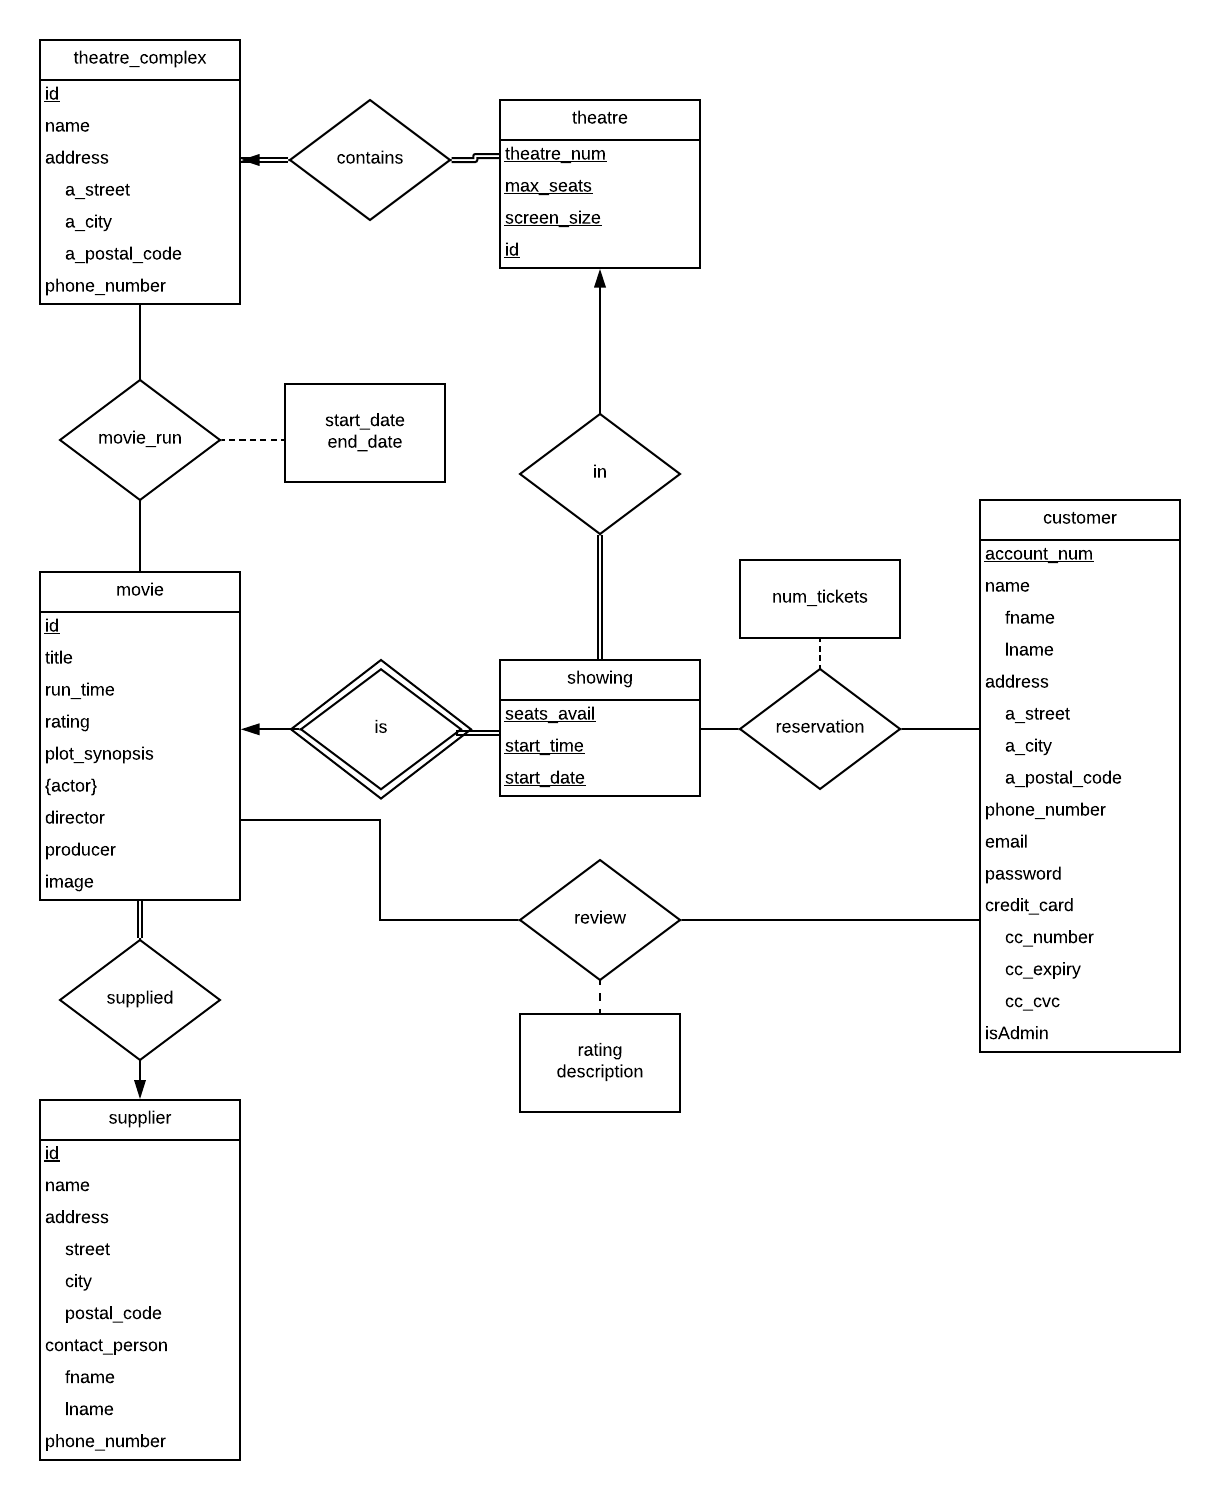 theatre_complex
id
name
address
a_street
a_city
a_postal_code
phone_number
contains
theatre
theatre_num
max_seats
screen_size
id
movie_run
start_date
end_date
in
movie
id
title
run_time
rating
plot_synopsis
{actor}
director
producer
image
is
showing
seats_avail
start_time
start_date
num_tickets
reservation
customer
account_num
name
fname
lname
address
a_street
a_city
a_postal_code
phone_number
email
password
credit_card
cc_number
cc_expiry
cc_cvc
isAdmin
review
rating
description
supplied
supplier
id
name
address
street
city
postal_code
contact_person
fname
lname
phone_number